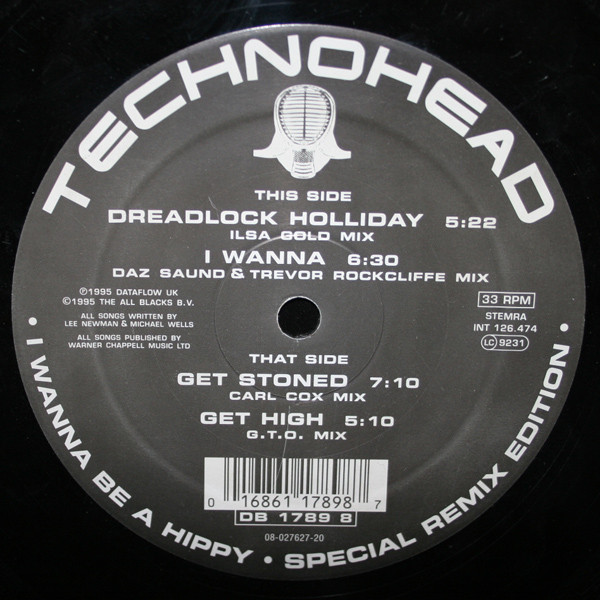 TECHNOHEAD
THIS SIDE
DREADLOCK HOLLIDAY 5:22
ILSA GOLD MIX
I WANNA 6:30
DAZ SAUND & TREVOR ROCKCLIFFE MIX
℗1995 DATAFLOW UK
©1995 THE ALL BLACKS B.V.
ALL SONGS WRITTEN BY
LEE NEWMAN & MICHAEL WELLS
ALL SONGS PUBLISHED BY
WARNER CHAPPELL MUSIC LTD
33 RPM
STEMRA
INT 126.474
LC 9231
THAT SIDE
GET STONED 7:10
CARL COX MIX
GET HIGH 5:10
G.T.O. MIX
0 16861 17898 7
DB 1789 8
08-027627-20
• I WANNA BE A HIPPY • SPECIAL REMIX EDITION •